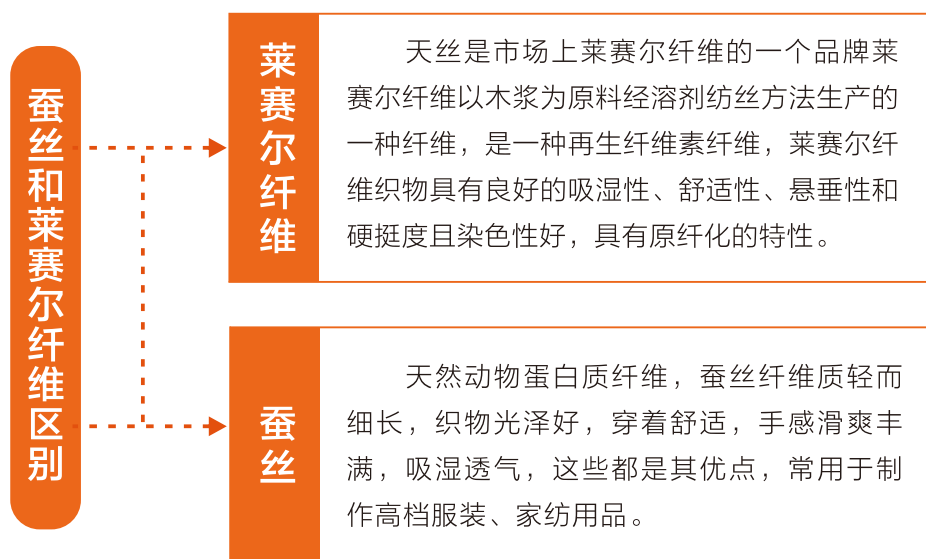 蚕丝和莱赛尔纤维区别
莱赛尔纤维
天丝是市场上莱赛尔纤维的一个品牌莱
赛尔纤维以木浆为原料经溶剂纺丝方法生产的
一种纤维，是一种再生纤维素纤维，莱赛尔纤
维织物具有良好的吸湿性、舒适性、悬垂性和
硬挺度且染色性好，具有原纤化的特性。
蚕丝
天然动物蛋白质纤维，蚕丝纤维质轻而
细长，织物光泽好，穿着舒适，手感滑爽丰
满，吸湿透气，这些都是其优点，常用于制
作高档服装、家纺用品。